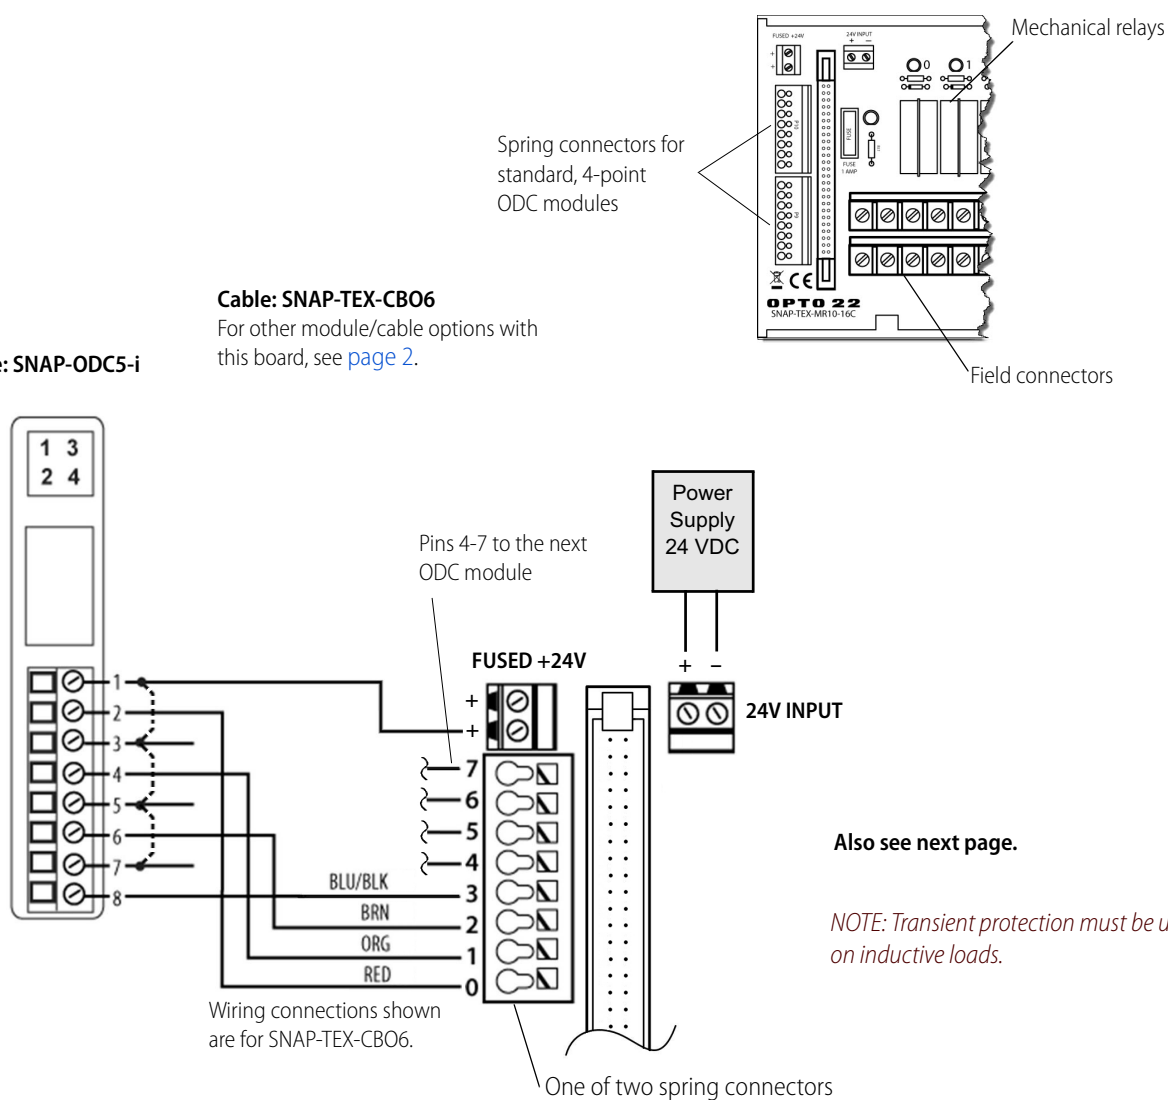 Mechanical relays
FUSED +24V
24V INPUT
+ –
+
+
0
1
FUSE
FUSE
1 AMP
Spring connectors for
standard, 4-point
ODC modules
CE
OPTO 22
SNAP-TEX-MR10-16C
Field connectors
Cable: SNAP-TEX-CBO6
For other module/cable options with
this board, see page 2.
e: SNAP-ODC5-i
1 3
2 4
Power
Supply
24 VDC
Pins 4-7 to the next
ODC module
FUSED +24V
+ –
24V INPUT
+
+
1
2
3
4
5
6
7
8
7
6
5
4
BLU/BLK 3
BRN 2
ORG 1
RED 0
Also see next page.
NOTE: Transient protection must be u
on inductive loads.
Wiring connections shown
are for SNAP-TEX-CBO6.
One of two spring connectors